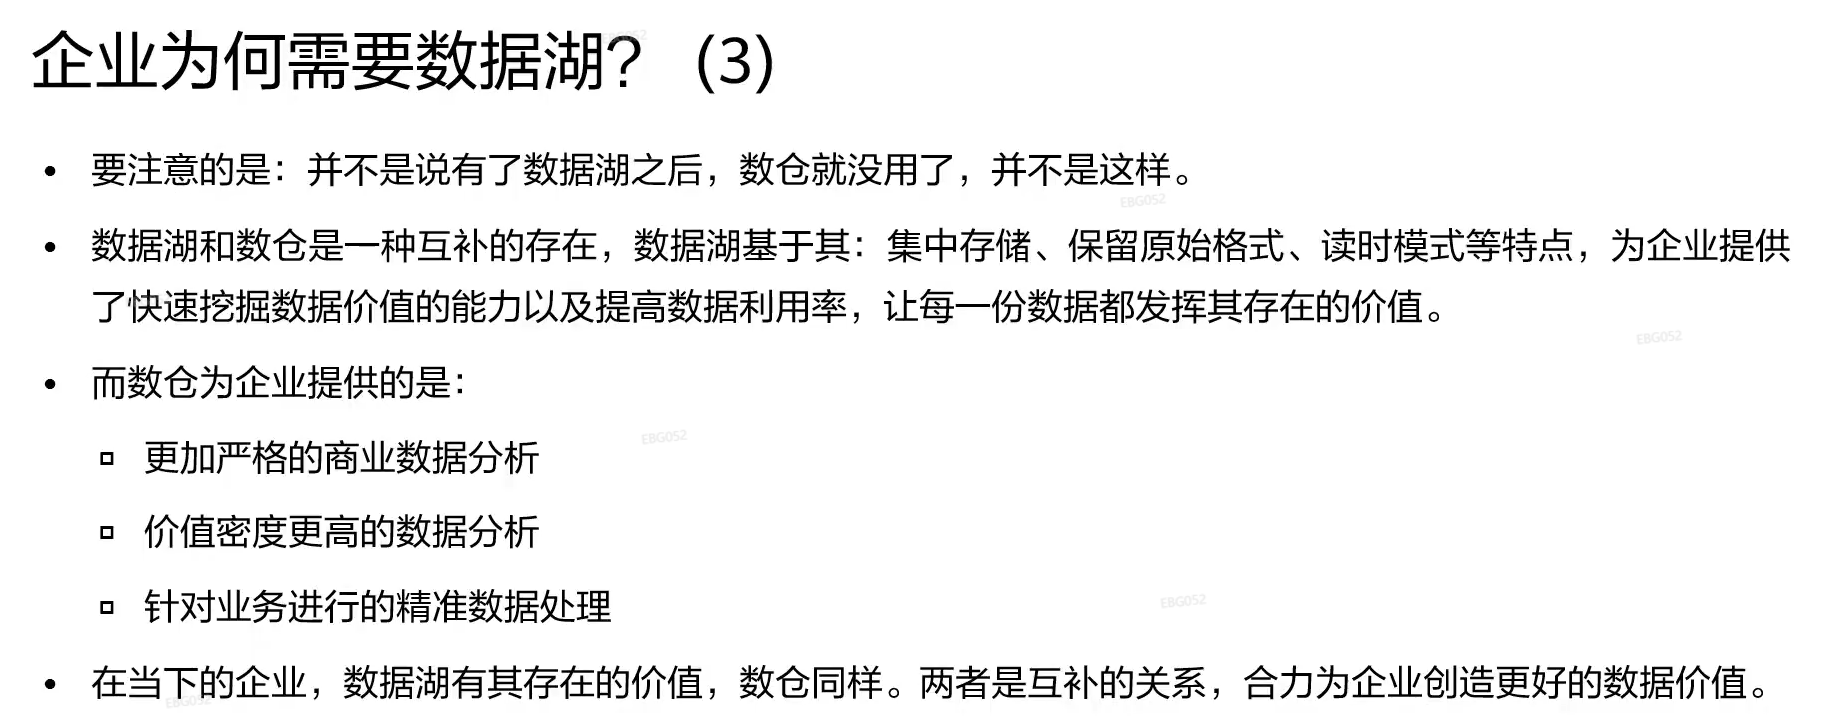 企业为何需要数据湖？ (3)
• 要注意的是：并不是说有了数据湖之后，数仓就没用了，并不是这样。
• 数据湖和数仓是一种互补的存在，数据湖基于其：集中存储、保留原始格式、读时模式等特点，为企业提供
了快速挖掘数据价值的能力以及提高数据利用率，让每一份数据都发挥其存在的价值。
• 而数仓为企业提供的是：
▫ 更加严格的商业数据分析
▫ 价值密度更高的数据分析
▫ 针对业务进行的精准数据处理
• 在当下的企业，数据湖有其存在的价值，数仓同样。两者是互补的关系，合力为企业创造更好的数据价值。
EBG052
EBG052
EBG052
EBG052
EBG052
EBG052